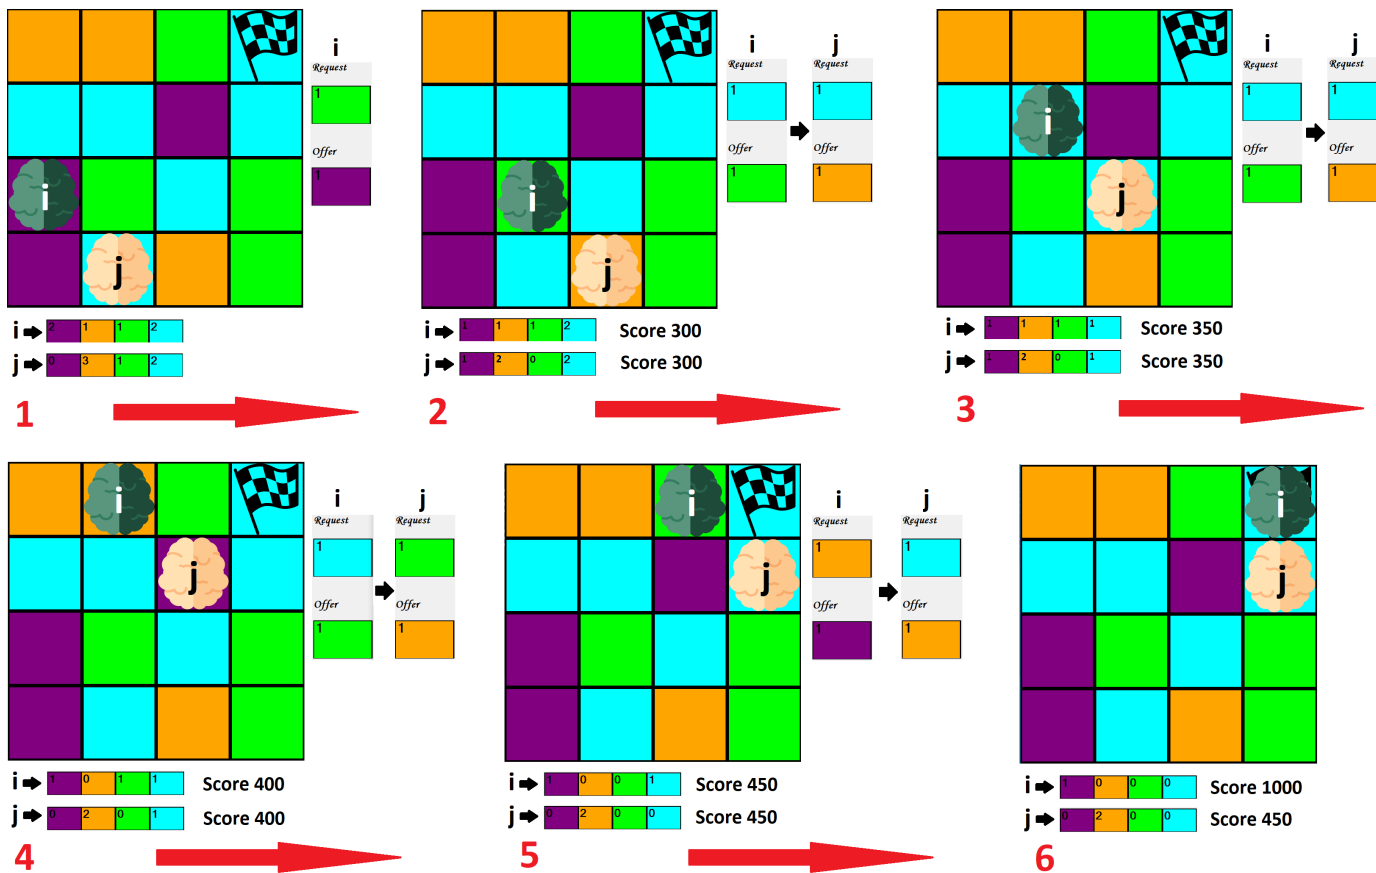 i
Request
1
Offer
1
i
j
i → 2 1 1 2
j → 0 3 1 2
1
i j
Request Request
1 1
Offer Offer
1 1
i
j
i → 1 1 1 2 Score 300
j → 1 2 0 2 Score 300
2
i j
Request Request
1 1
Offer Offer
1 1
i
j
i → 1 1 1 1 Score 350
j → 1 2 0 1 Score 350
3
i j
Request Request
1 1
Offer Offer
1 1
i
j
i → 1 0 1 1 Score 400
j → 0 2 0 1 Score 400
4
i j
Request Request
1 1
Offer Offer
1 1
i
j
i → 1 0 0 1 Score 450
j → 0 2 0 0 Score 450
5
i
j
i → 1 0 0 0 Score 1000
j → 0 2 0 0 Score 450
6